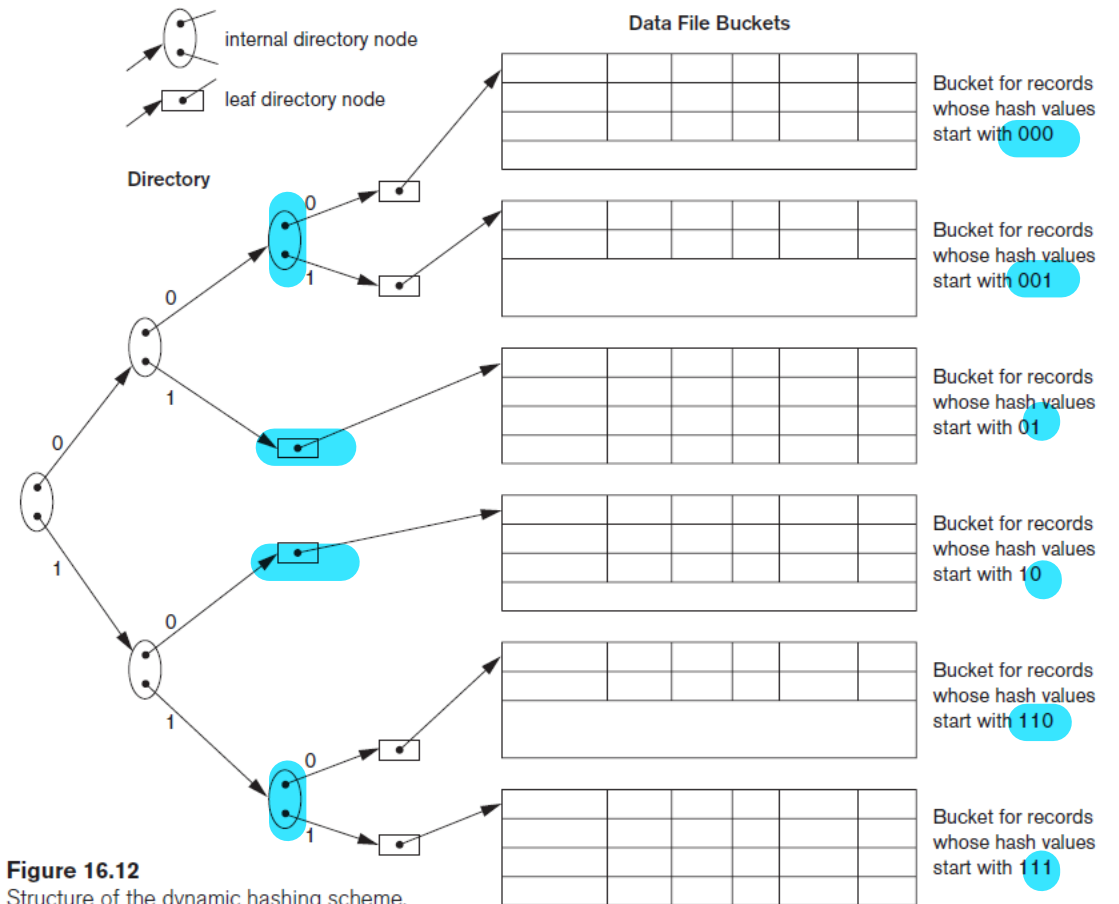 internal directory node
leaf directory node
Directory
Data File Buckets
0
1
0
1
0
1
0
1
0
1
Bucket for records
whose hash values
start with 000
Bucket for records
whose hash values
start with 001
Bucket for records
whose hash values
start with 01
Bucket for records
whose hash values
start with 10
Bucket for records
whose hash values
start with 110
Bucket for records
whose hash values
start with 111
Figure 16.12
Structure of the dynamic hashing scheme.